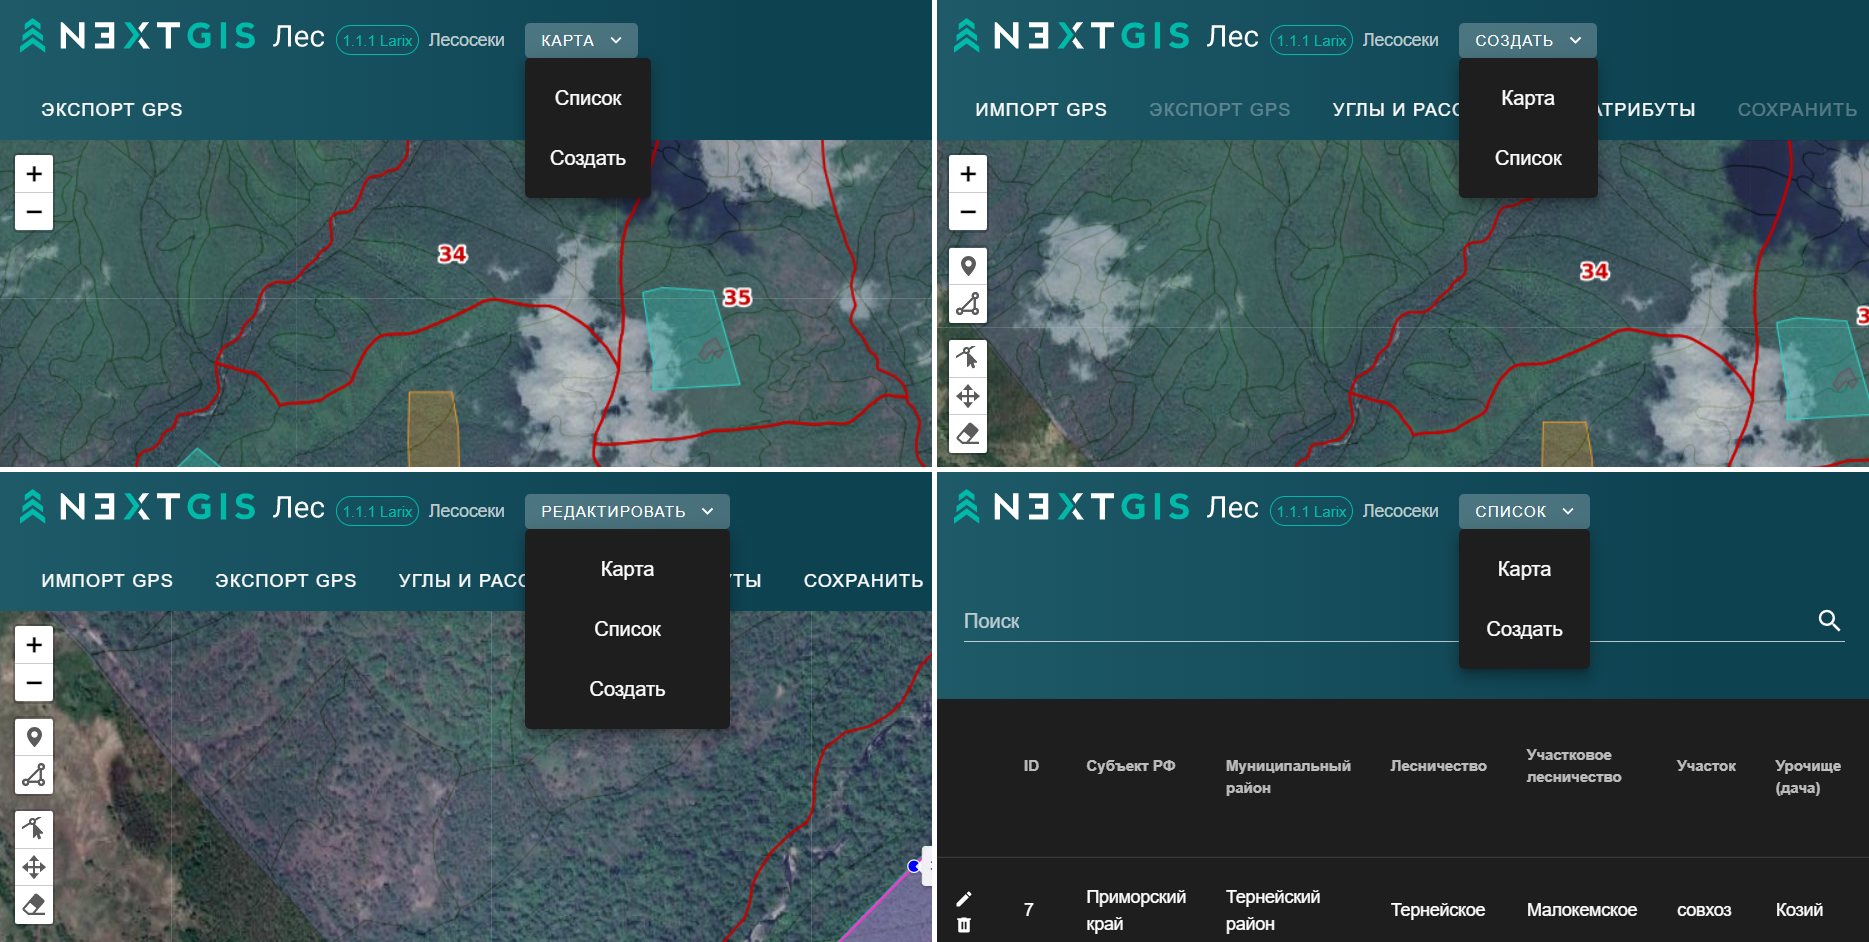 NEXTGIS Лес 1.1.1 Larix Лесосеки КАРТА
Список
Создать
ЭКСПОРТ GPS
+
−
34
35
NEXTGIS Лес 1.1.1 Larix Лесосеки СОЗДАТЬ
Карта
Список
ИМПОРТ GPS ЭКСПОРТ GPS УГЛЫ И РАСС АТРИБУТЫ СОХРАНИТЬ
+
−
34
3
NEXTGIS Лес 1.1.1 Larix Лесосеки РЕДАКТИРОВАТЬ
Карта
Список
Создать
ИМПОРТ GPS ЭКСПОРТ GPS УГЛЫ И РАСС УТЫ СОХРАНИТЬ
+
−
NEXTGIS Лес 1.1.1 Larix Лесосеки СПИСОК
Карта
Создать
Поиск
ID Субъект РФ Муниципальный район Лесничество Участковое лесничество Участок Урочище (дача)
7 Приморский край Тернейский район Тернейское Малокемское совхоз Козий